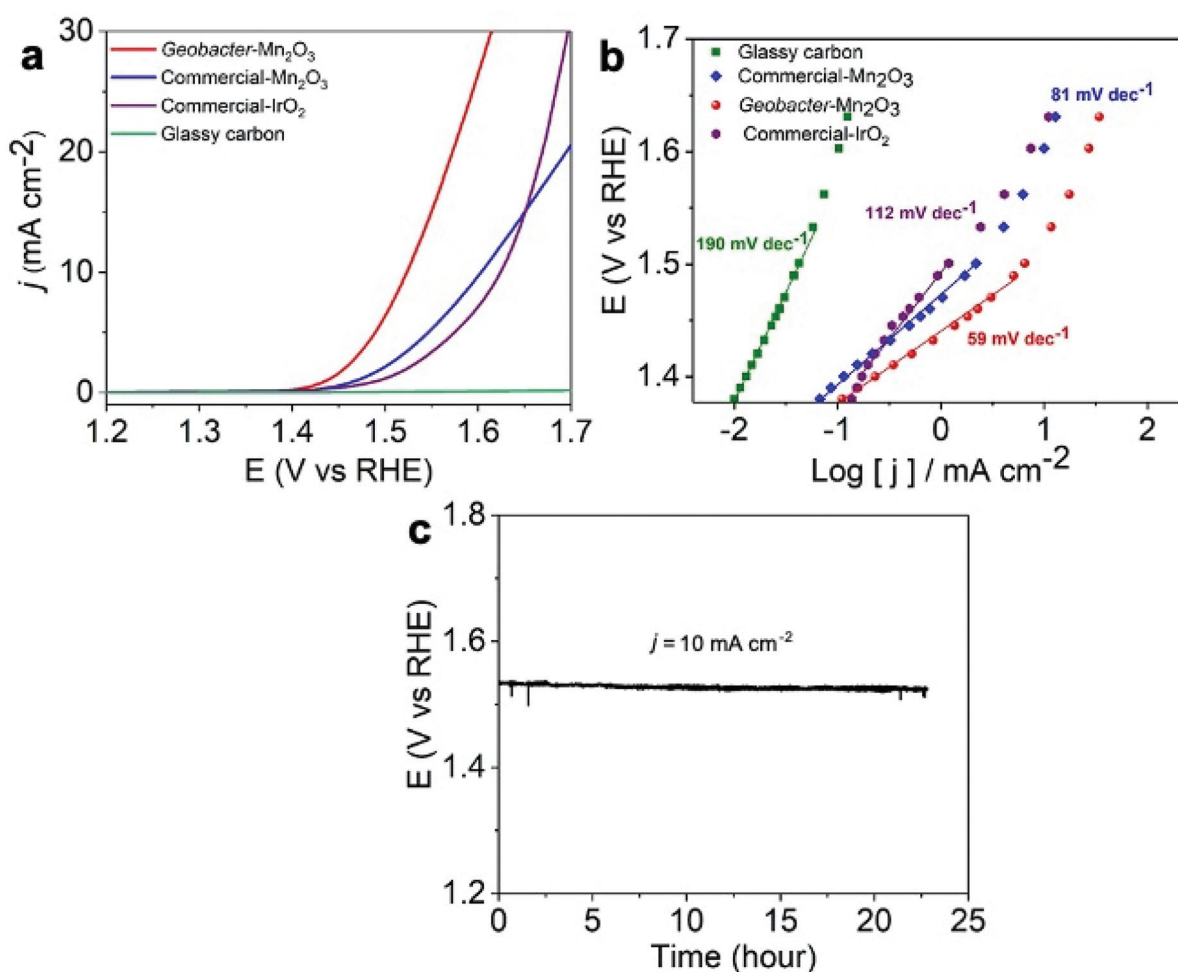 a
30
20
10
0
j (mA cm⁻²)
Geobacter-Mn₂O₃
Commercial-Mn₂O₃
Commercial-IrO₂
Glassy carbon
1.2 1.3 1.4 1.5 1.6 1.7
E (V vs RHE)
b
1.7
1.6
1.5
1.4
E (V vs RHE)
Glassy carbon
Commercial-Mn₂O₃
Geobacter-Mn₂O₃
Commercial-IrO₂
81 mV dec⁻¹
112 mV dec⁻¹
190 mV dec⁻¹
59 mV dec⁻¹
-2 -1 0 1 2
Log [ j ] / mA cm⁻²
c
1.8
1.6
1.4
1.2
E (V vs RHE)
j = 10 mA cm⁻²
0 5 10 15 20 25
Time (hour)